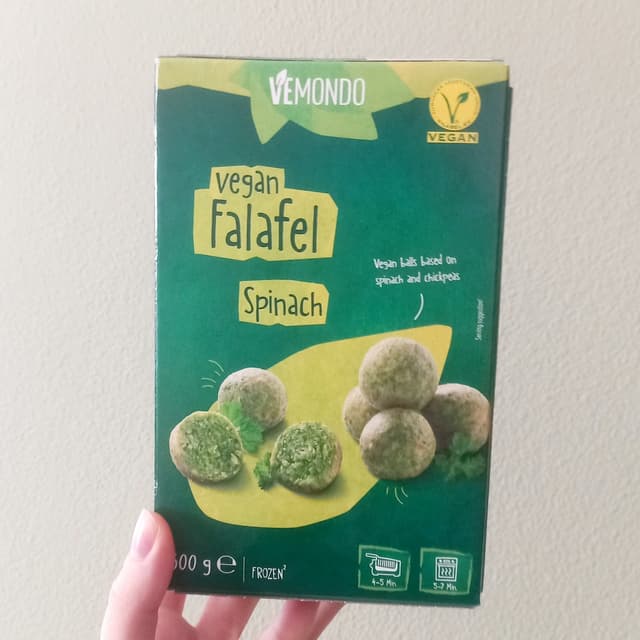 VEMONDO
VEGAN
vegan
Falafel
Spinach
Vegan balls based on
spinach and chickpeas
Serving suggestion
00 g e
FROZEN²
4-5 Min.
5-7 Min.